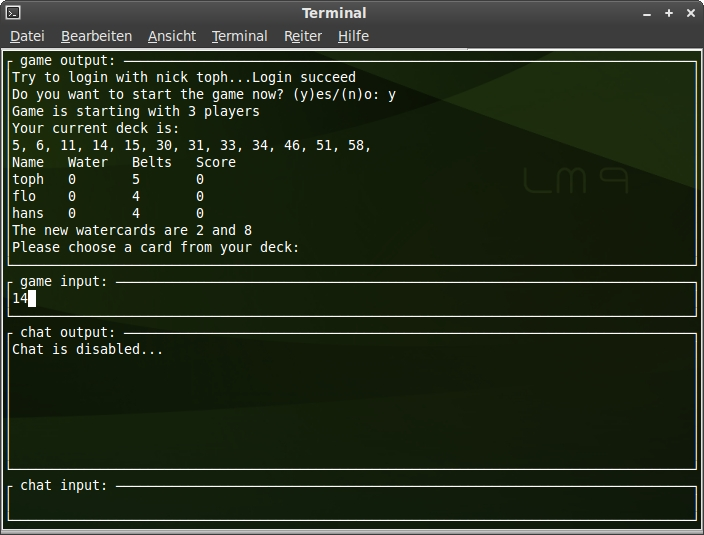 Terminal
Datei Bearbeiten Ansicht Terminal Reiter Hilfe
game output:
Try to login with nick toph...Login succeed
Do you want to start the game now? (y)es/(n)o: y
Game is starting with 3 players
Your current deck is:
5, 6, 11, 14, 15, 30, 31, 33, 34, 46, 51, 58,
Name Water Belts Score
toph 0 5 0
flo 0 4 0
hans 0 4 0
The new watercards are 2 and 8
Please choose a card from your deck:
game input:
14
chat output:
Chat is disabled...
chat input: